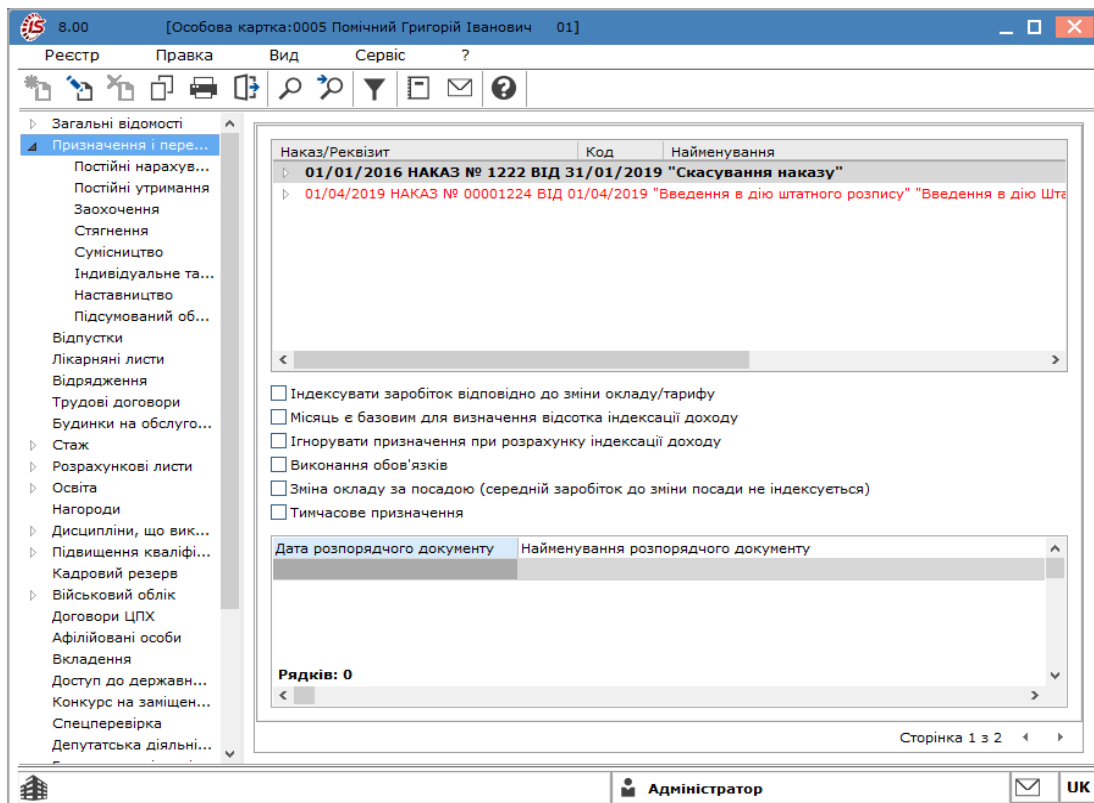 iS 8.00 [Особова картка:0005 Помічний Григорій Іванович 01]
Реєстр Правка Вид Сервіс ?
Загальні відомості
Призначення і пере...
Постійні нарахув...
Постійні утримання
Заохочення
Стягнення
Сумісництво
Індивідуальне та...
Наставництво
Підсумований об...
Відпустки
Лікарняні листи
Відрядження
Трудові договори
Будинки на обслуго...
Стаж
Розрахункові листи
Освіта
Нагороди
Дисципліни, що вик...
Підвищення кваліфі...
Кадровий резерв
Військовий облік
Договори ЦПХ
Афілійовані особи
Вкладення
Доступ до державн...
Конкурс на заміщен...
Спецперевірка
Депутатська діяльні...
Наказ/Реквізит Код Найменування
01/01/2016 НАКАЗ № 1222 ВІД 31/01/2019 "Скасування наказу"
01/04/2019 НАКАЗ № 00001224 ВІД 01/04/2019 "Введення в дію штатного розпису" "Введення в дію Шта
Індексувати заробіток відповідно до зміни окладу/тарифу
Місяць є базовим для визначення відсотка індексації доходу
Ігнорувати призначення при розрахунку індексації доходу
Виконання обов'язків
Зміна окладу за посадою (середній заробіток до зміни посади не індексується)
Тимчасове призначення
Дата розпорядчого документу Найменування розпорядчого документу
Рядків: 0
Сторінка 1 з 2
Адміністратор UK